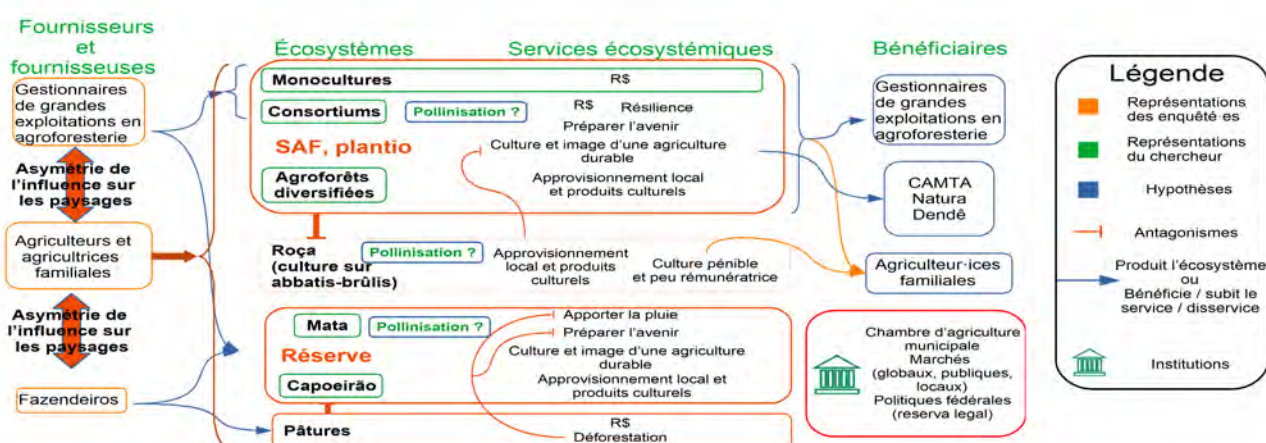 Fournisseurs
et
fournisseuses
Gestionnaires
de grandes
exploitations en
agroforesterie
Asymétrie de
l'influence sur
les paysages
Agriculteurs et
agricultrices
familiales
Asymétrie de
l'influence sur
les paysages
Fazendeiros
Écosystèmes
Services écosystémiques
Monocultures
R$
Consortiums
Pollinisation ?
R$ Résilience
Préparer l'avenir
SAF, plantio
Culture et image d'une agriculture
durable
Agroforêts
diversifiées
Approvisionnement local
et produits culturels
Roça
(culture sur
abbatis-brûlis)
Pollinisation ?
Approvisionnement
local et produits
culturels
Culture pénible
et peu rémunératrice
Mata
Pollinisation ?
Apporter la pluie
Préparer l'avenir
Réserve
Culture et image d'une agriculture
durable
Capoeirão
Approvisionnement local et
produits culturels
Pâtures
R$
Déforestation
Bénéficiaires
Gestionnaires
de grandes
exploitations en
agroforesterie
CAMTA
Natura
Dendê
Agriculteur·ices
familiales
Chambre d'agriculture
municipale
Marchés
(globaux, publiques,
locaux)
Politiques fédérales
(reserva legal)
Légende
Représentations
des enquêté·es
Représentations
du chercheur
Hypothèses
Antagonismes
Produit l'écosystème
ou
Bénéficie / subit le
service / disservice
Institutions